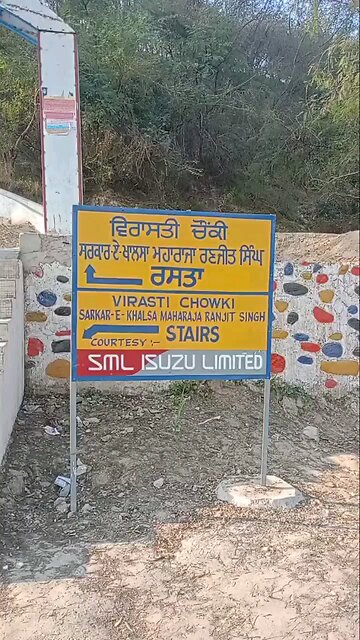 ਵਿਰਾਸਤੀ ਚੌਂਕੀ
ਸਰਕਾਰ-ਏ-ਖਾਲਸਾ ਮਹਾਰਾਜਾ ਰਣਜੀਤ ਸਿੰਘ
ਰਸਤਾ
VIRASTI CHOWKI
SARKAR-E-KHALSA MAHARAJA RANJIT SINGH
STAIRS
COURTESY :-
SML ISUZU LIMITED